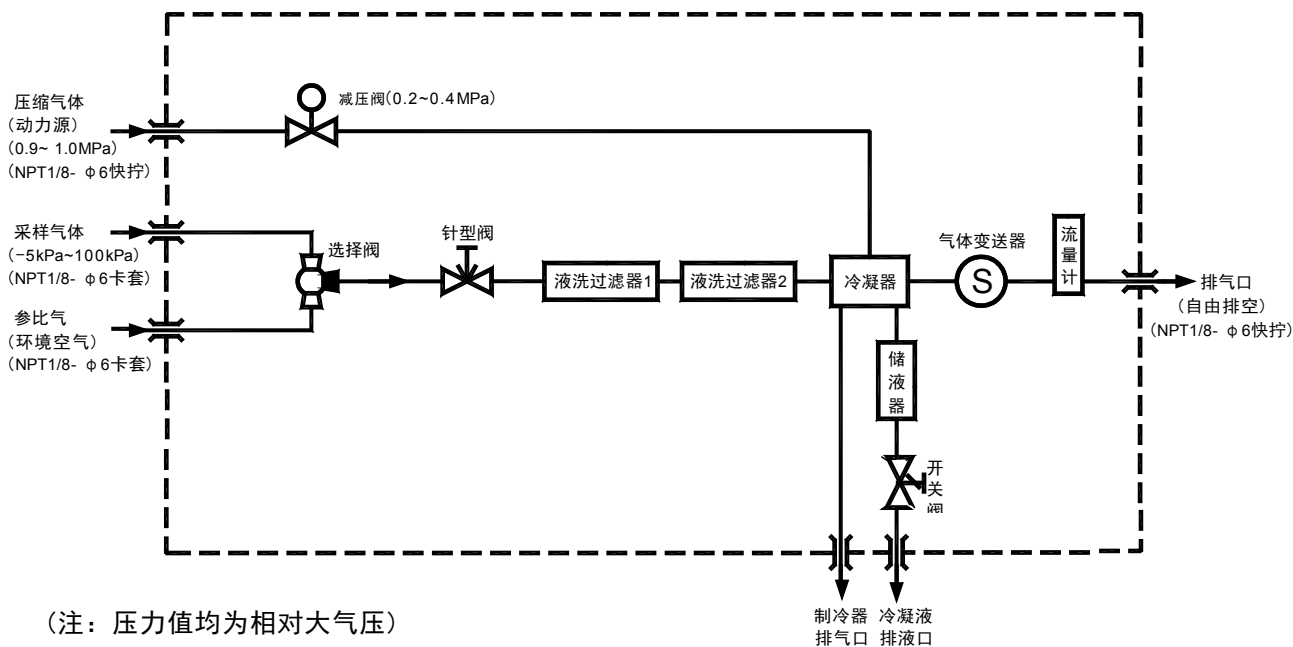 压缩气体
(动力源)
(0.9~ 1.0MPa)
(NPT1/8- φ6快拧)
减压阀(0.2~0.4MPa)
采样气体
(-5kPa~100kPa)
(NPT1/8- φ6卡套)
选择阀
针型阀
液洗过滤器1
液洗过滤器2
冷凝器
气体变送器
S
流
量
计
排气口
(自由排空)
(NPT1/8- φ6快拧)
参比气
(环境空气)
(NPT1/8- φ6卡套)
储
液
器
开
关
阀
制冷器
排气口
冷凝液
排液口
(注：压力值均为相对大气压)